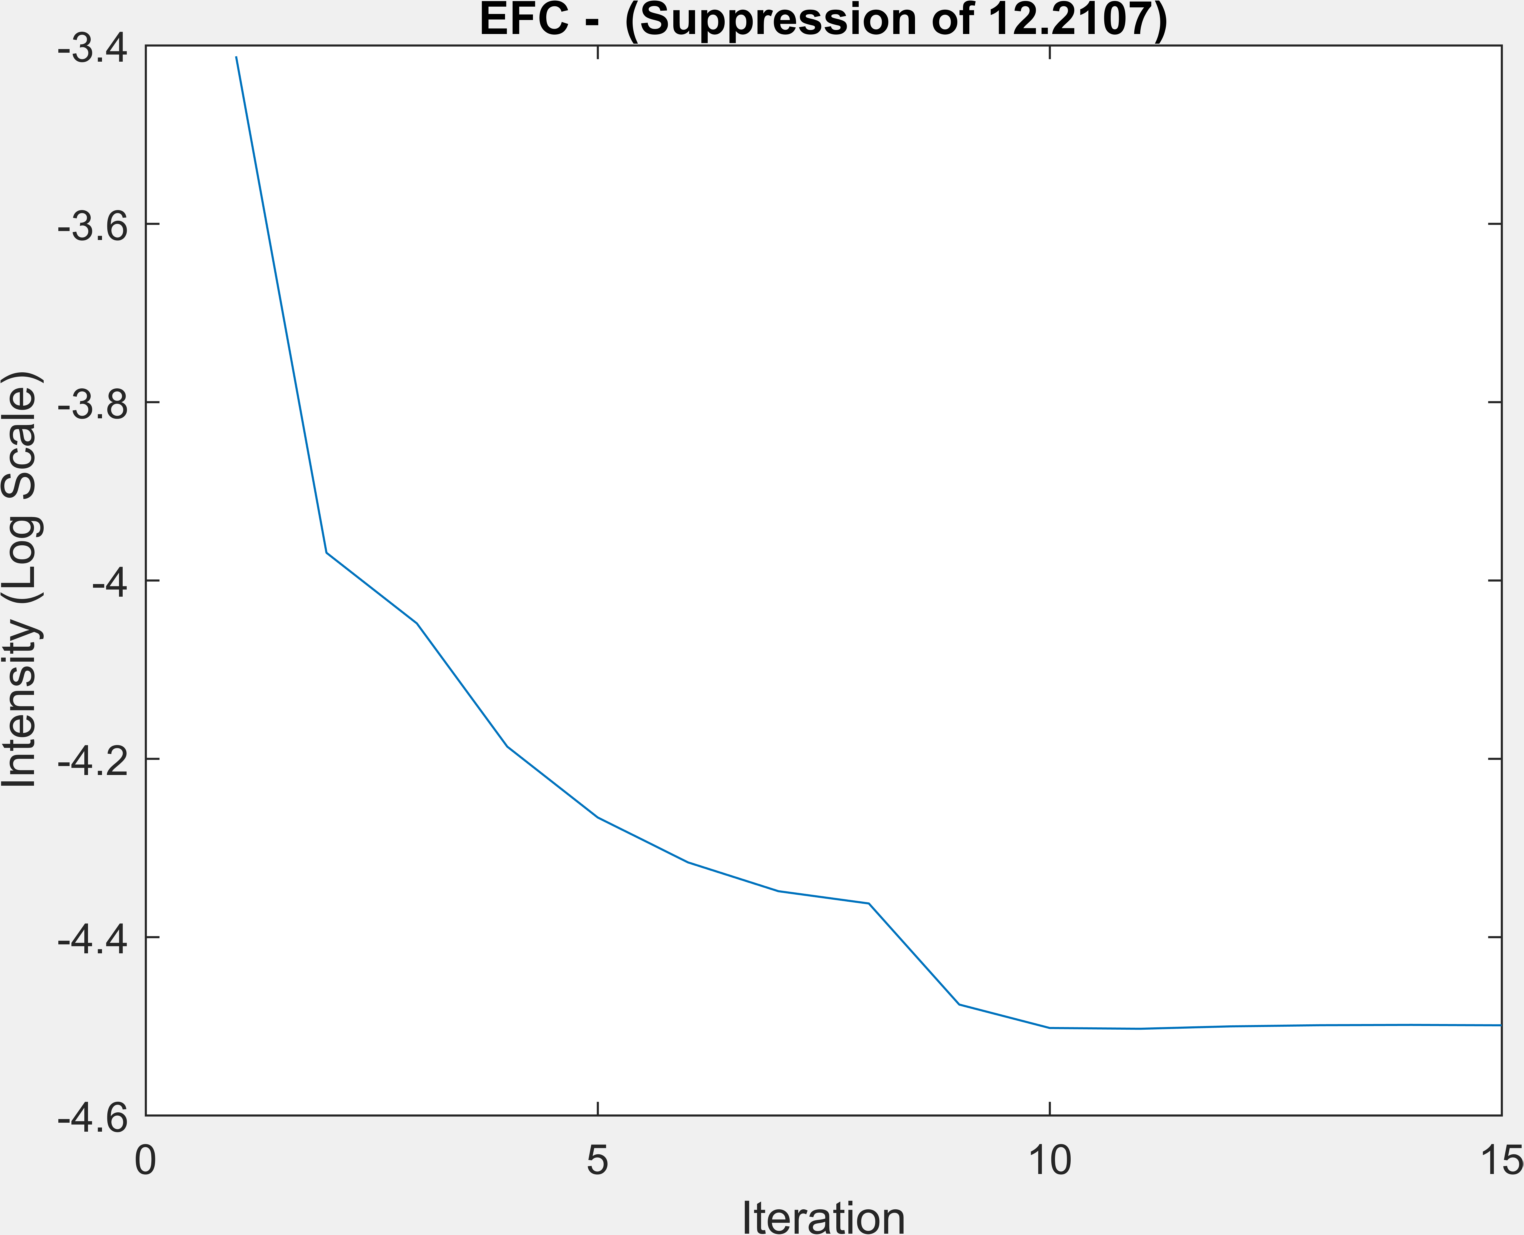 EFC -  (Suppression of 12.2107)
-3.4
-3.6
-3.8
-4
-4.2
-4.4
-4.6
Intensity (Log Scale)
0 5 10 15
Iteration